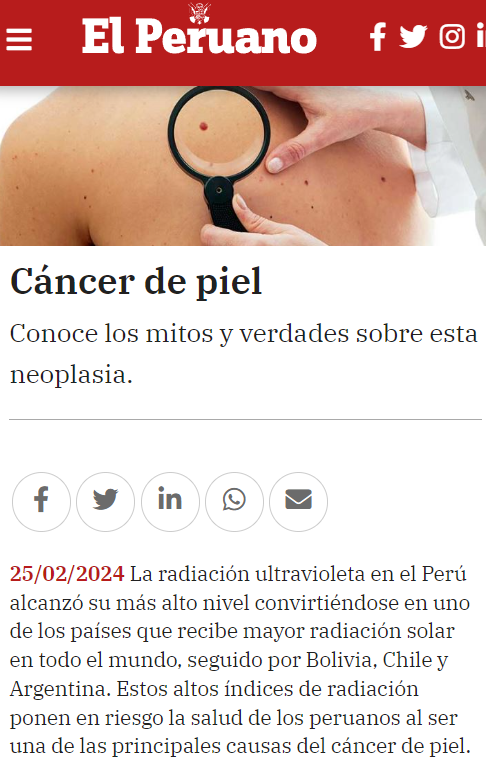 El Peruano
Cáncer de piel
Conoce los mitos y verdades sobre esta
neoplasia.
25/02/2024 La radiación ultravioleta en el Perú
alcanzó su más alto nivel convirtiéndose en uno
de los países que recibe mayor radiación solar
en todo el mundo, seguido por Bolivia, Chile y
Argentina. Estos altos índices de radiación
ponen en riesgo la salud de los peruanos al ser
una de las principales causas del cáncer de piel.